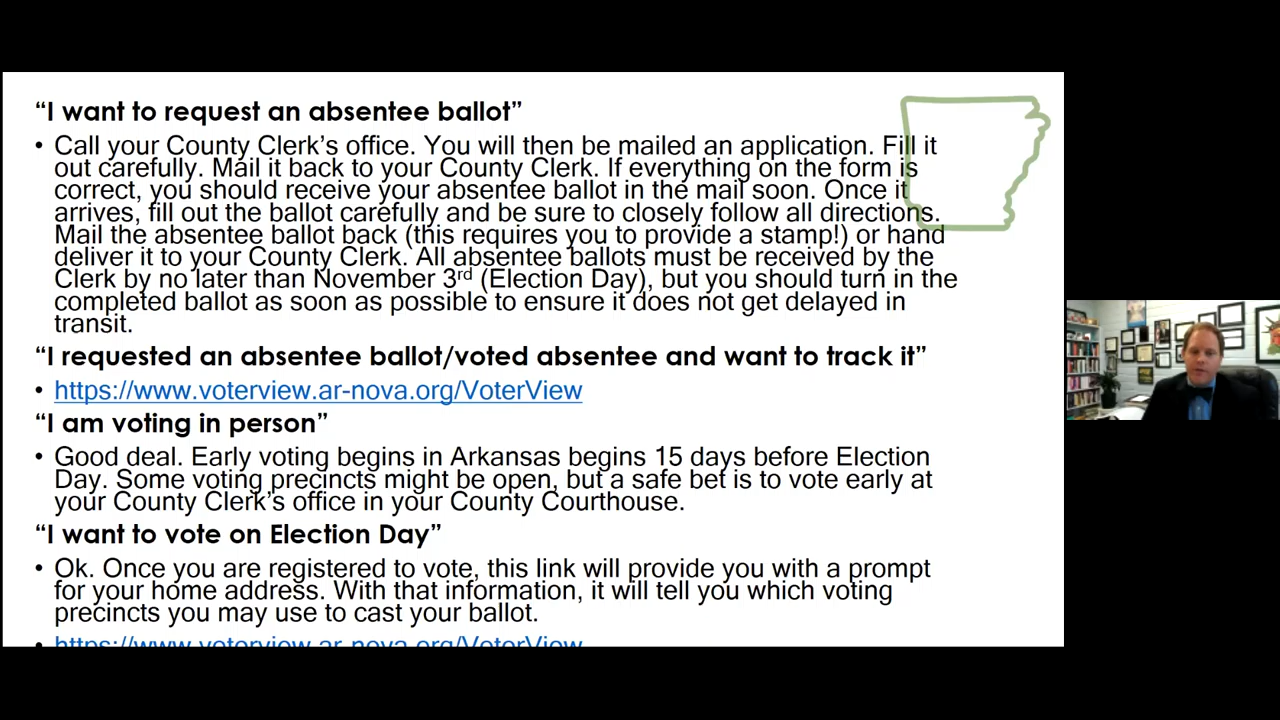 “I want to request an absentee ballot”
• Call your County Clerk’s office. You will then be mailed an application. Fill it
out carefully. Mail it back to your County Clerk. If everything on the form is
correct, you should receive your absentee ballot in the mail soon. Once it
arrives, fill out the ballot carefully and be sure to closely follow all directions.
Mail the absentee ballot back (this requires you to provide a stamp!) or hand
deliver it to your County Clerk. All absentee ballots must be received by the
Clerk by no later than November 3rd (Election Day), but you should turn in the
completed ballot as soon as possible to ensure it does not get delayed in
transit.
“I requested an absentee ballot/voted absentee and want to track it”
• https://www.voterview.ar-nova.org/VoterView
“I am voting in person”
• Good deal. Early voting begins in Arkansas begins 15 days before Election
Day. Some voting precincts might be open, but a safe bet is to vote early at
your County Clerk’s office in your County Courthouse.
“I want to vote on Election Day”
• Ok. Once you are registered to vote, this link will provide you with a prompt
for your home address. With that information, it will tell you which voting
precincts you may use to cast your ballot.
• https://www.voterview.ar-nova.org/VoterView